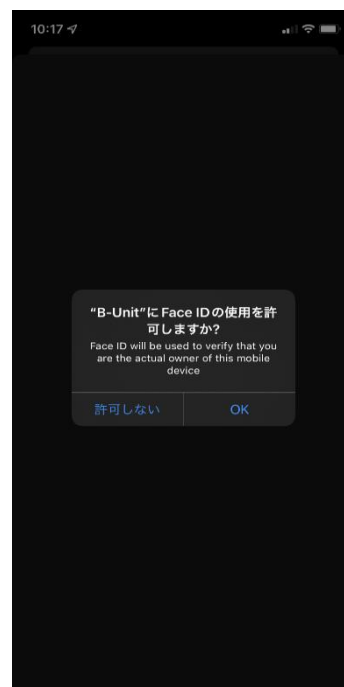 10:17
“B-Unit”にFace IDの使用を許
可しますか?
Face ID will be used to verify that you
are the actual owner of this mobile
device
許可しない OK